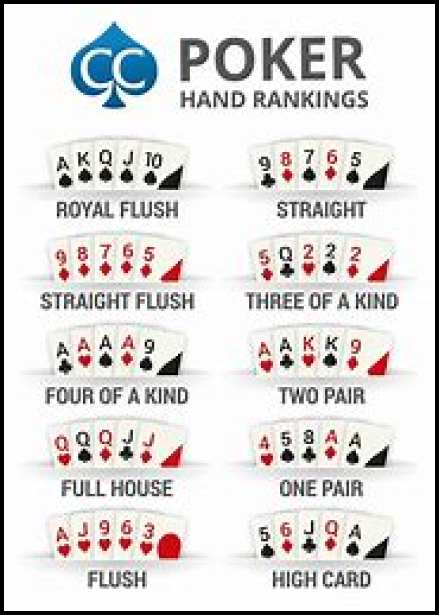 CC
POKER
HAND RANKINGS
A K Q J 10
ROYAL FLUSH
9 8 7 6 5
STRAIGHT
9 8 7 6 5
STRAIGHT FLUSH
5 Q 2 2 2
THREE OF A KIND
A A A A 9
FOUR OF A KIND
A A K K 9
TWO PAIR
Q Q Q J J
FULL HOUSE
4 5 8 A A
ONE PAIR
A J 9 6 3
FLUSH
5 6 J Q A
HIGH CARD